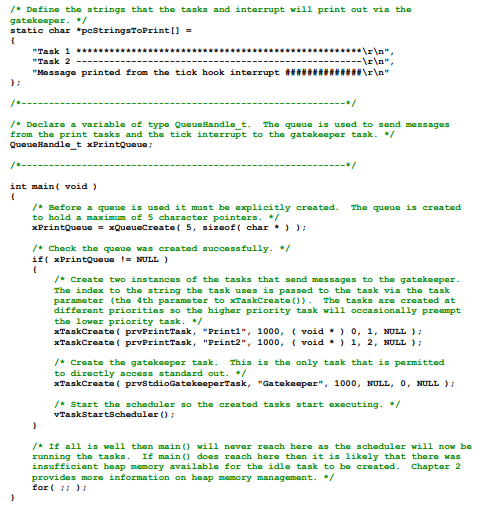 /* Define the strings that the tasks and interrupt will print out via the
gatekeeper. */
static char *pcStringsToPrint[] =
{
"Task 1 ****************************************************\r\n",
"Task 2 ----------------------------------------------------\r\n",
"Message printed from the tick hook interrupt ##############\r\n"
};
/*-----------------------------------------------------------*/
/* Declare a variable of type QueueHandle_t. The queue is used to send messages
from the print tasks and the tick interrupt to the gatekeeper task. */
QueueHandle_t xPrintQueue;
/*-----------------------------------------------------------*/
int main( void )
{
/* Before a queue is used it must be explicitly created. The queue is created
to hold a maximum of 5 character pointers. */
xPrintQueue = xQueueCreate( 5, sizeof( char * ) );
/* Check the queue was created successfully. */
if( xPrintQueue != NULL )
{
/* Create two instances of the tasks that send messages to the gatekeeper.
The index to the string the task uses is passed to the task via the task
parameter (the 4th parameter to xTaskCreate()). The tasks are created at
different priorities so the higher priority task will occasionally preempt
the lower priority task. */
xTaskCreate( prvPrintTask, "Print1", 1000, ( void * ) 0, 1, NULL );
xTaskCreate( prvPrintTask, "Print2", 1000, ( void * ) 1, 2, NULL );
/* Create the gatekeeper task. This is the only task that is permitted
to directly access standard out. */
xTaskCreate( prvStdioGatekeeperTask, "Gatekeeper", 1000, NULL, 0, NULL );
/* Start the scheduler so the created tasks start executing. */
vTaskStartScheduler();
}
/* If all is well then main() will never reach here as the scheduler will now be
running the tasks. If main() does reach here then it is likely that there was
insufficient heap memory available for the idle task to be created. Chapter 2
provides more information on heap memory management. */
for( ;; );
}